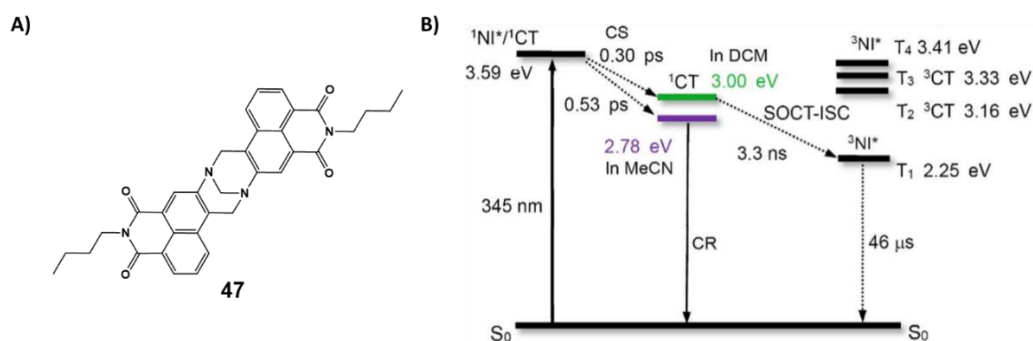 A)
O
N
O
N
N
O
N
O
47
B)
¹NI*/¹CT
3.59 eV
CS
0.30 ps
0.53 ps
In DCM
¹CT
3.00 eV
2.78 eV
In MeCN
SOCT-ISC
3.3 ns
³NI*
T₄ 3.41 eV
T₃ ³CT 3.33 eV
T₂ ³CT 3.16 eV
³NI*
T₁ 2.25 eV
345 nm
CR
46 µs
S₀
S₀